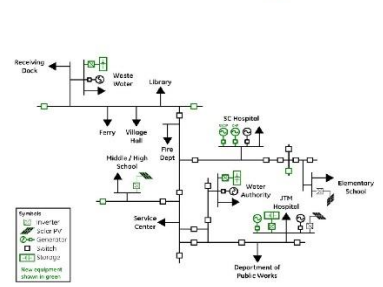 Receiving
Dock
Waste
Water
Library
SC Hospital
Ferry
Village
Hall
Fire
Dept
Middle / High
School
Water
Authority
Elementary
School
JTM
Hospital
Service
Center
Department of
Public Works
Symbols
Inverter
Solar PV
Generator
Switch
Storage
New equipment
shown in green